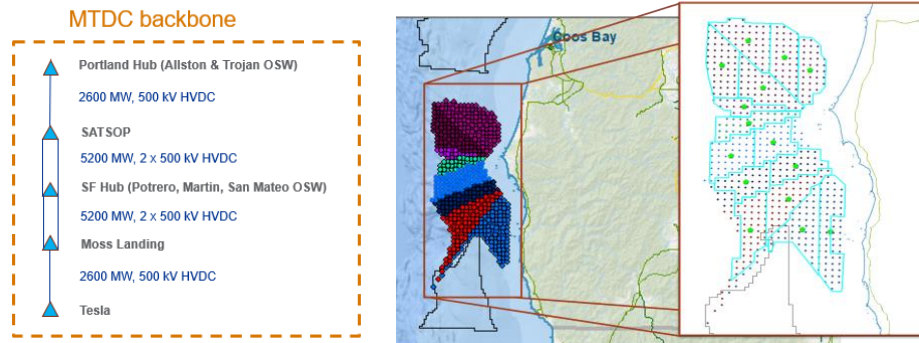 MTDC backbone
Portland Hub (Allston & Trojan OSW)
2600 MW, 500 kV HVDC
SATSOP
5200 MW, 2 x 500 kV HVDC
SF Hub (Potrero, Martin, San Mateo OSW)
5200 MW, 2 x 500 kV HVDC
Moss Landing
2600 MW, 500 kV HVDC
Tesla
Coos Bay